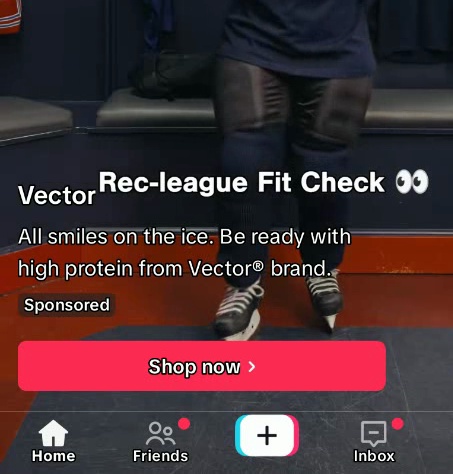 Rec-league Fit Check 👀
Vector
All smiles on the ice. Be ready with
high protein from Vector® brand.
Sponsored
Shop now >
Home
Friends
+
Inbox